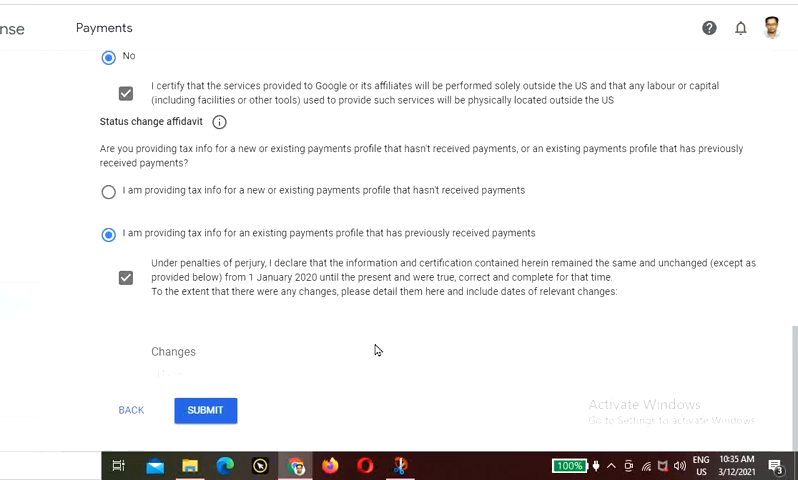 nse
Payments
No
I certify that the services provided to Google or its affiliates will be performed solely outside the US and that any labour or capital
(including facilities or other tools) used to provide such services will be physically located outside the US
Status change affidavit
Are you providing tax info for a new or existing payments profile that hasn't received payments, or an existing payments profile that has previously
received payments?
I am providing tax info for a new or existing payments profile that hasn't received payments
I am providing tax info for an existing payments profile that has previously received payments
Under penalties of perjury, I declare that the information and certification contained herein remained the same and unchanged (except as
provided below) from 1 January 2020 until the present and were true, correct and complete for that time.
To the extent that there were any changes, please detail them here and include dates of relevant changes:
Changes
BACK
SUBMIT
Activate Windows
Go to Settings to activate Windows
100%
ENG
US
10:35 AM
3/12/2021
3